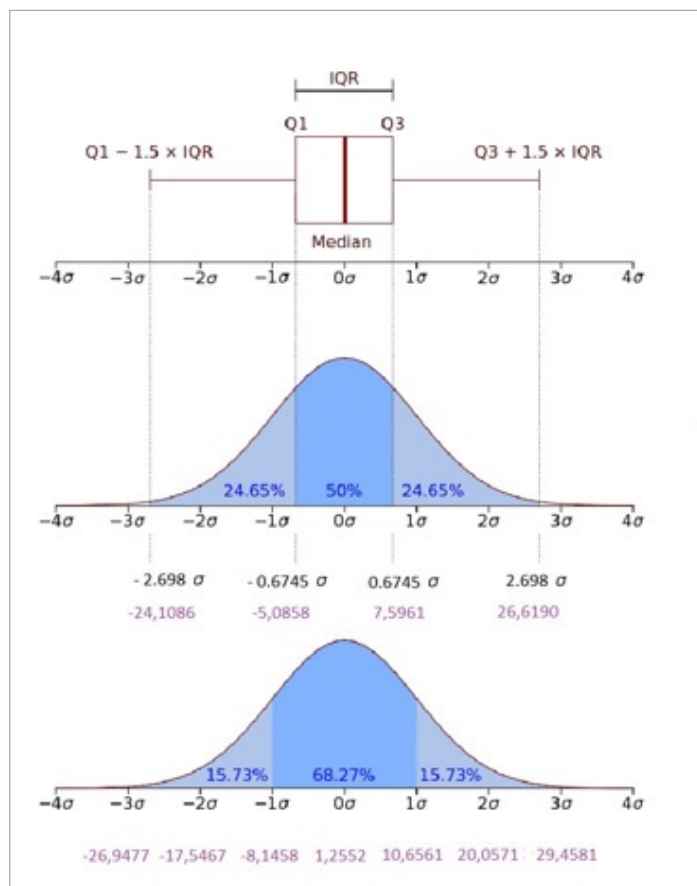 IQR
Q1 Q3
Q1 − 1.5 × IQR Q3 + 1.5 × IQR
Median
−4σ −3σ −2σ −1σ 0σ 1σ 2σ 3σ 4σ
24.65% 50% 24.65%
−4σ −3σ −2σ −1σ 0σ 1σ 2σ 3σ 4σ
- 2.698 σ - 0.6745 σ 0.6745 σ 2.698 σ
-24,1086 -5,0858 7,5961 26,6190
15.73% 68.27% 15.73%
−4σ −3σ −2σ −1σ 0σ 1σ 2σ 3σ 4σ
-26,9477 -17,5467 -8,1458 1,2552 10,6561 20,0571 29,4581